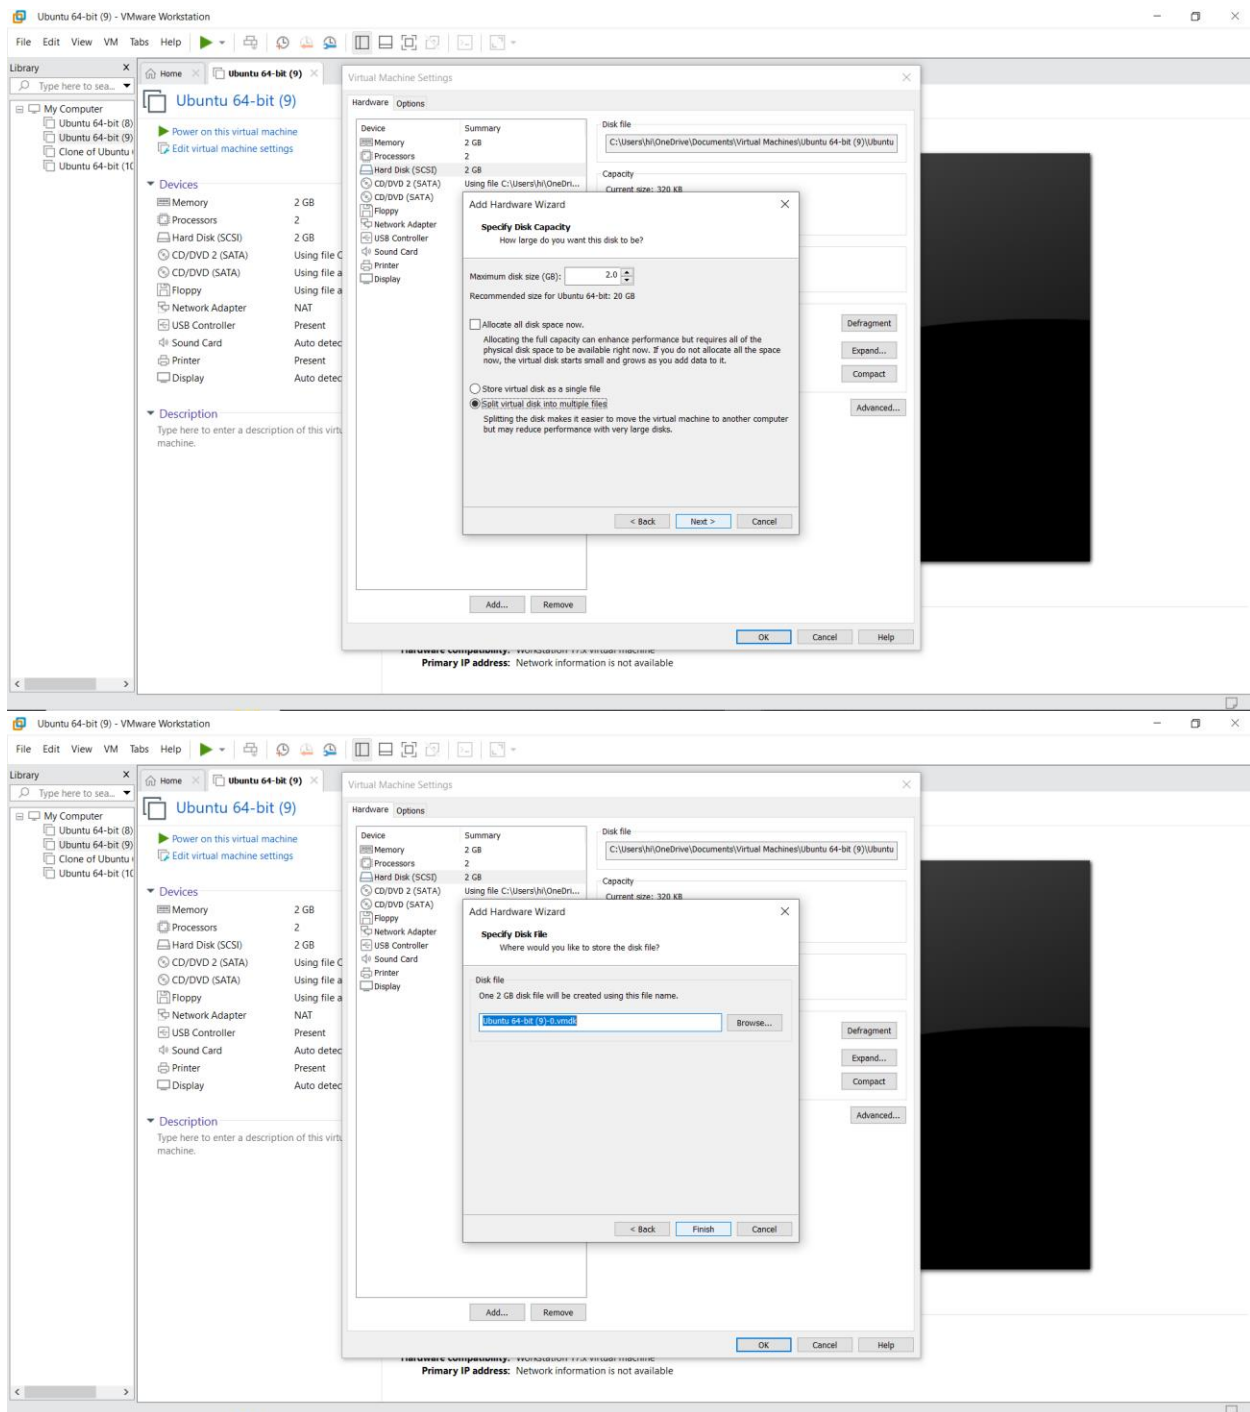 Ubuntu 64-bit (9) - VMware Workstation
File Edit View VM Tabs Help
Library X
Home Ubuntu 64-bit (9)
Type here to sea...
My Computer
Ubuntu 64-bit (8)
Ubuntu 64-bit (9)
Clone of Ubuntu
Ubuntu 64-bit (10
Ubuntu 64-bit (9)
Power on this virtual machine
Edit virtual machine settings
Devices
Memory 2 GB
Processors 2
Hard Disk (SCSI) 2 GB
CD/DVD 2 (SATA) Using file C
CD/DVD (SATA) Using file a
Floppy Using file a
Network Adapter NAT
USB Controller Present
Sound Card Auto detec
Printer Present
Display Auto detec
Description
Type here to enter a description of this virtu
machine.
Virtual Machine Settings
Hardware Options
Device Summary
Memory 2 GB
Processors 2
Hard Disk (SCSI) 2 GB
CD/DVD 2 (SATA) Using file C:\Users\hi\OneDri...
CD/DVD (SATA)
Floppy
Network Adapter
USB Controller
Sound Card
Printer
Display
Disk file
C:\Users\hi\OneDrive\Documents\Virtual Machines\Ubuntu 64-bit (9)\Ubuntu
Capacity
Current size: 320 KB
Add Hardware Wizard
Specify Disk Capacity
How large do you want this disk to be?
Maximum disk size (GB): 2.0
Recommended size for Ubuntu 64-bit: 20 GB
Allocate all disk space now.
Allocating the full capacity can enhance performance but requires all of the
physical disk space to be available right now. If you do not allocate all the space
now, the virtual disk starts small and grows as you add data to it.
Store virtual disk as a single file
Split virtual disk into multiple files
Splitting the disk makes it easier to move the virtual machine to another computer
but may reduce performance with very large disks.
< Back Next > Cancel
Defragment
Expand...
Compact
Advanced...
Add... Remove
OK Cancel Help
Hardware compatibility: Workstation 17.x virtual machine
Primary IP address: Network information is not available
Ubuntu 64-bit (9) - VMware Workstation
File Edit View VM Tabs Help
Library X
Home Ubuntu 64-bit (9)
Type here to sea...
My Computer
Ubuntu 64-bit (8)
Ubuntu 64-bit (9)
Clone of Ubuntu
Ubuntu 64-bit (10
Ubuntu 64-bit (9)
Power on this virtual machine
Edit virtual machine settings
Devices
Memory 2 GB
Processors 2
Hard Disk (SCSI) 2 GB
CD/DVD 2 (SATA) Using file C
CD/DVD (SATA) Using file a
Floppy Using file a
Network Adapter NAT
USB Controller Present
Sound Card Auto detec
Printer Present
Display Auto detec
Description
Type here to enter a description of this virtu
machine.
Virtual Machine Settings
Hardware Options
Device Summary
Memory 2 GB
Processors 2
Hard Disk (SCSI) 2 GB
CD/DVD 2 (SATA) Using file C:\Users\hi\OneDri...
CD/DVD (SATA)
Floppy
Network Adapter
USB Controller
Sound Card
Printer
Display
Disk file
C:\Users\hi\OneDrive\Documents\Virtual Machines\Ubuntu 64-bit (9)\Ubuntu
Capacity
Current size: 320 KB
Add Hardware Wizard
Specify Disk File
Where would you like to store the disk file?
Disk file
One 2 GB disk file will be created using this file name.
Ubuntu 64-bit (9)-0.vmdk Browse...
< Back Finish Cancel
Defragment
Expand...
Compact
Advanced...
Add... Remove
OK Cancel Help
Hardware compatibility: Workstation 17.x virtual machine
Primary IP address: Network information is not available